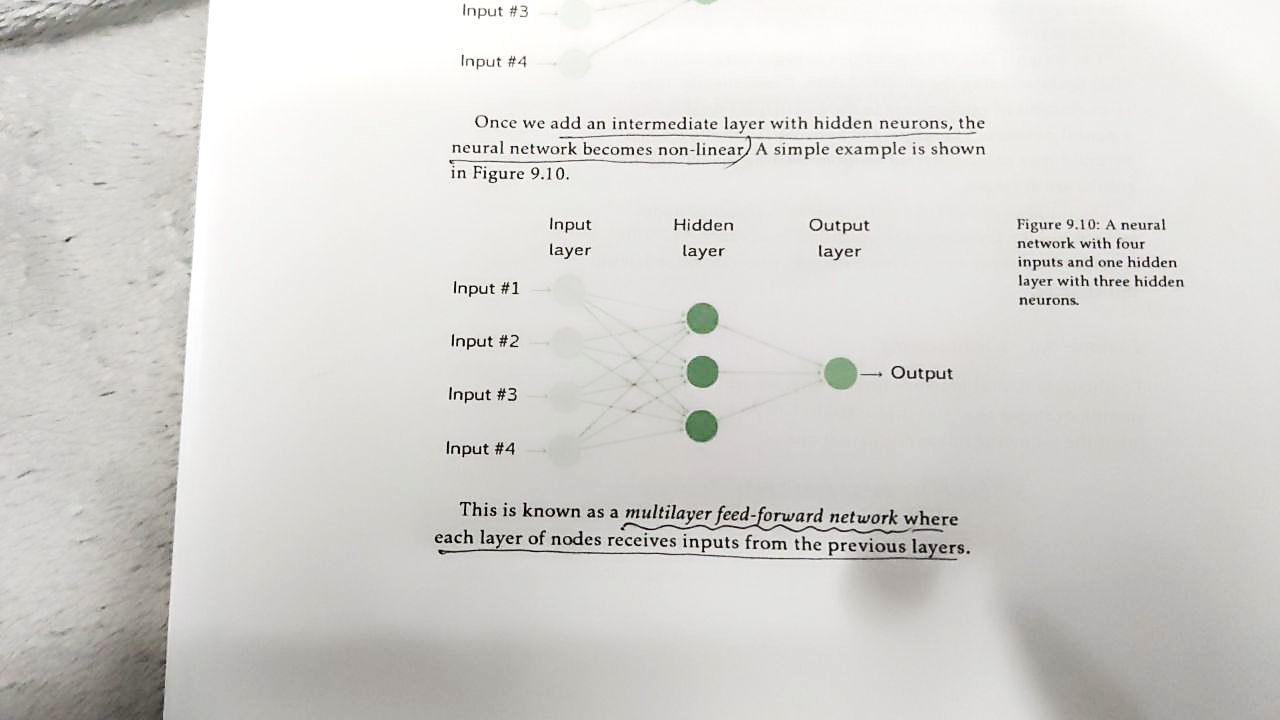 Input #3
Input #4
Once we add an intermediate layer with hidden neurons, the
neural network becomes non-linear. A simple example is shown
in Figure 9.10.
Input Hidden Output
layer layer layer
Input #1
Input #2
Input #3
Input #4
Output
Figure 9.10: A neural
network with four
inputs and one hidden
layer with three hidden
neurons.
This is known as a multilayer feed-forward network where
each layer of nodes receives inputs from the previous layers.